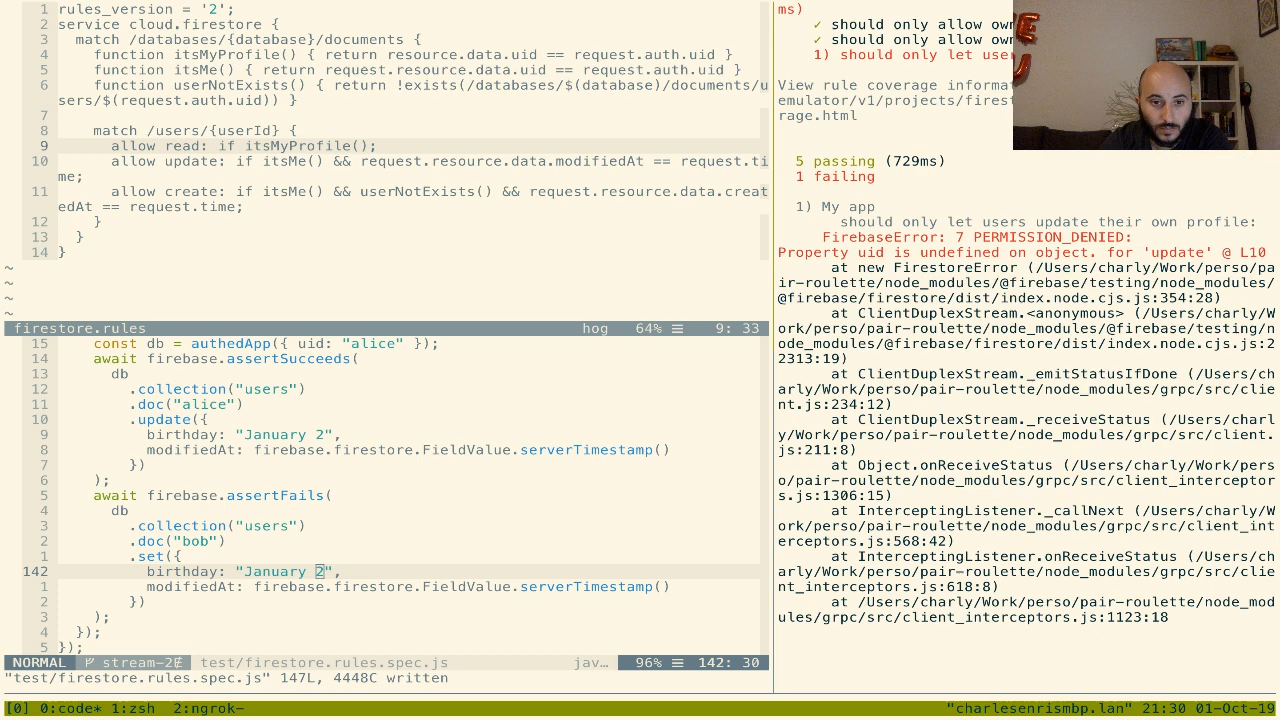 1 rules_version = '2';
2 service cloud.firestore {
3   match /databases/{database}/documents {
4     function itsMyProfile() { return resource.data.uid == request.auth.uid }
5     function itsMe() { return request.resource.data.uid == request.auth.uid }
6     function userNotExists() { return !exists(/databases/$(database)/documents/u
sers/$(request.auth.uid)) }
7
8     match /users/{userId} {
9       allow read: if itsMyProfile();
10       allow update: if itsMe() && request.resource.data.modifiedAt == request.ti
me;
11       allow create: if itsMe() && userNotExists() && request.resource.data.creat
edAt == request.time;
12     }
13   }
14 }
~
~
~
~
firestore.rules hog 64% ☰ 9: 33
15     const db = authedApp({ uid: "alice" });
14     await firebase.assertSucceeds(
13       db
12         .collection("users")
11         .doc("alice")
10         .update({
9           birthday: "January 2",
8           modifiedAt: firebase.firestore.FieldValue.serverTimestamp()
7         })
6     );
5     await firebase.assertFails(
4       db
3         .collection("users")
2         .doc("bob")
1         .set({
142           birthday: "January 2",
1           modifiedAt: firebase.firestore.FieldValue.serverTimestamp()
2         })
3     );
4   });
5 });
NORMAL stream-2 test/firestore.rules.spec.js jav… 96% ☰ 142: 30
"test/firestore.rules.spec.js" 147L, 4448C written
ms)
✓ should only allow own
✓ should only allow own
1) should only let user
View rule coverage informat
emulator/v1/projects/firest
rage.html
5 passing (729ms)
1 failing
1) My app
should only let users update their own profile:
FirebaseError: 7 PERMISSION_DENIED:
Property uid is undefined on object. for 'update' @ L10
at new FirestoreError (/Users/charly/Work/perso/pa
ir-roulette/node_modules/@firebase/testing/node_modules/
@firebase/firestore/dist/index.node.cjs.js:354:28)
at ClientDuplexStream.<anonymous> (/Users/charly/W
ork/perso/pair-roulette/node_modules/@firebase/testing/n
ode_modules/@firebase/firestore/dist/index.node.cjs.js:2
2313:19)
at ClientDuplexStream._emitStatusIfDone (/Users/ch
arly/Work/perso/pair-roulette/node_modules/grpc/src/clie
nt.js:234:12)
at ClientDuplexStream._receiveStatus (/Users/charl
y/Work/perso/pair-roulette/node_modules/grpc/src/client.
js:211:8)
at Object.onReceiveStatus (/Users/charly/Work/pers
o/pair-roulette/node_modules/grpc/src/client_interceptor
s.js:1306:15)
at InterceptingListener._callNext (/Users/charly/W
ork/perso/pair-roulette/node_modules/grpc/src/client_int
erceptors.js:568:42)
at InterceptingListener.onReceiveStatus (/Users/ch
arly/Work/perso/pair-roulette/node_modules/grpc/src/clie
nt_interceptors.js:618:8)
at /Users/charly/Work/perso/pair-roulette/node_mod
ules/grpc/src/client_interceptors.js:1123:18
[0] 0:code* 1:zsh 2:ngrok- "charlesenrismbp.lan" 21:30 01-Oct-19